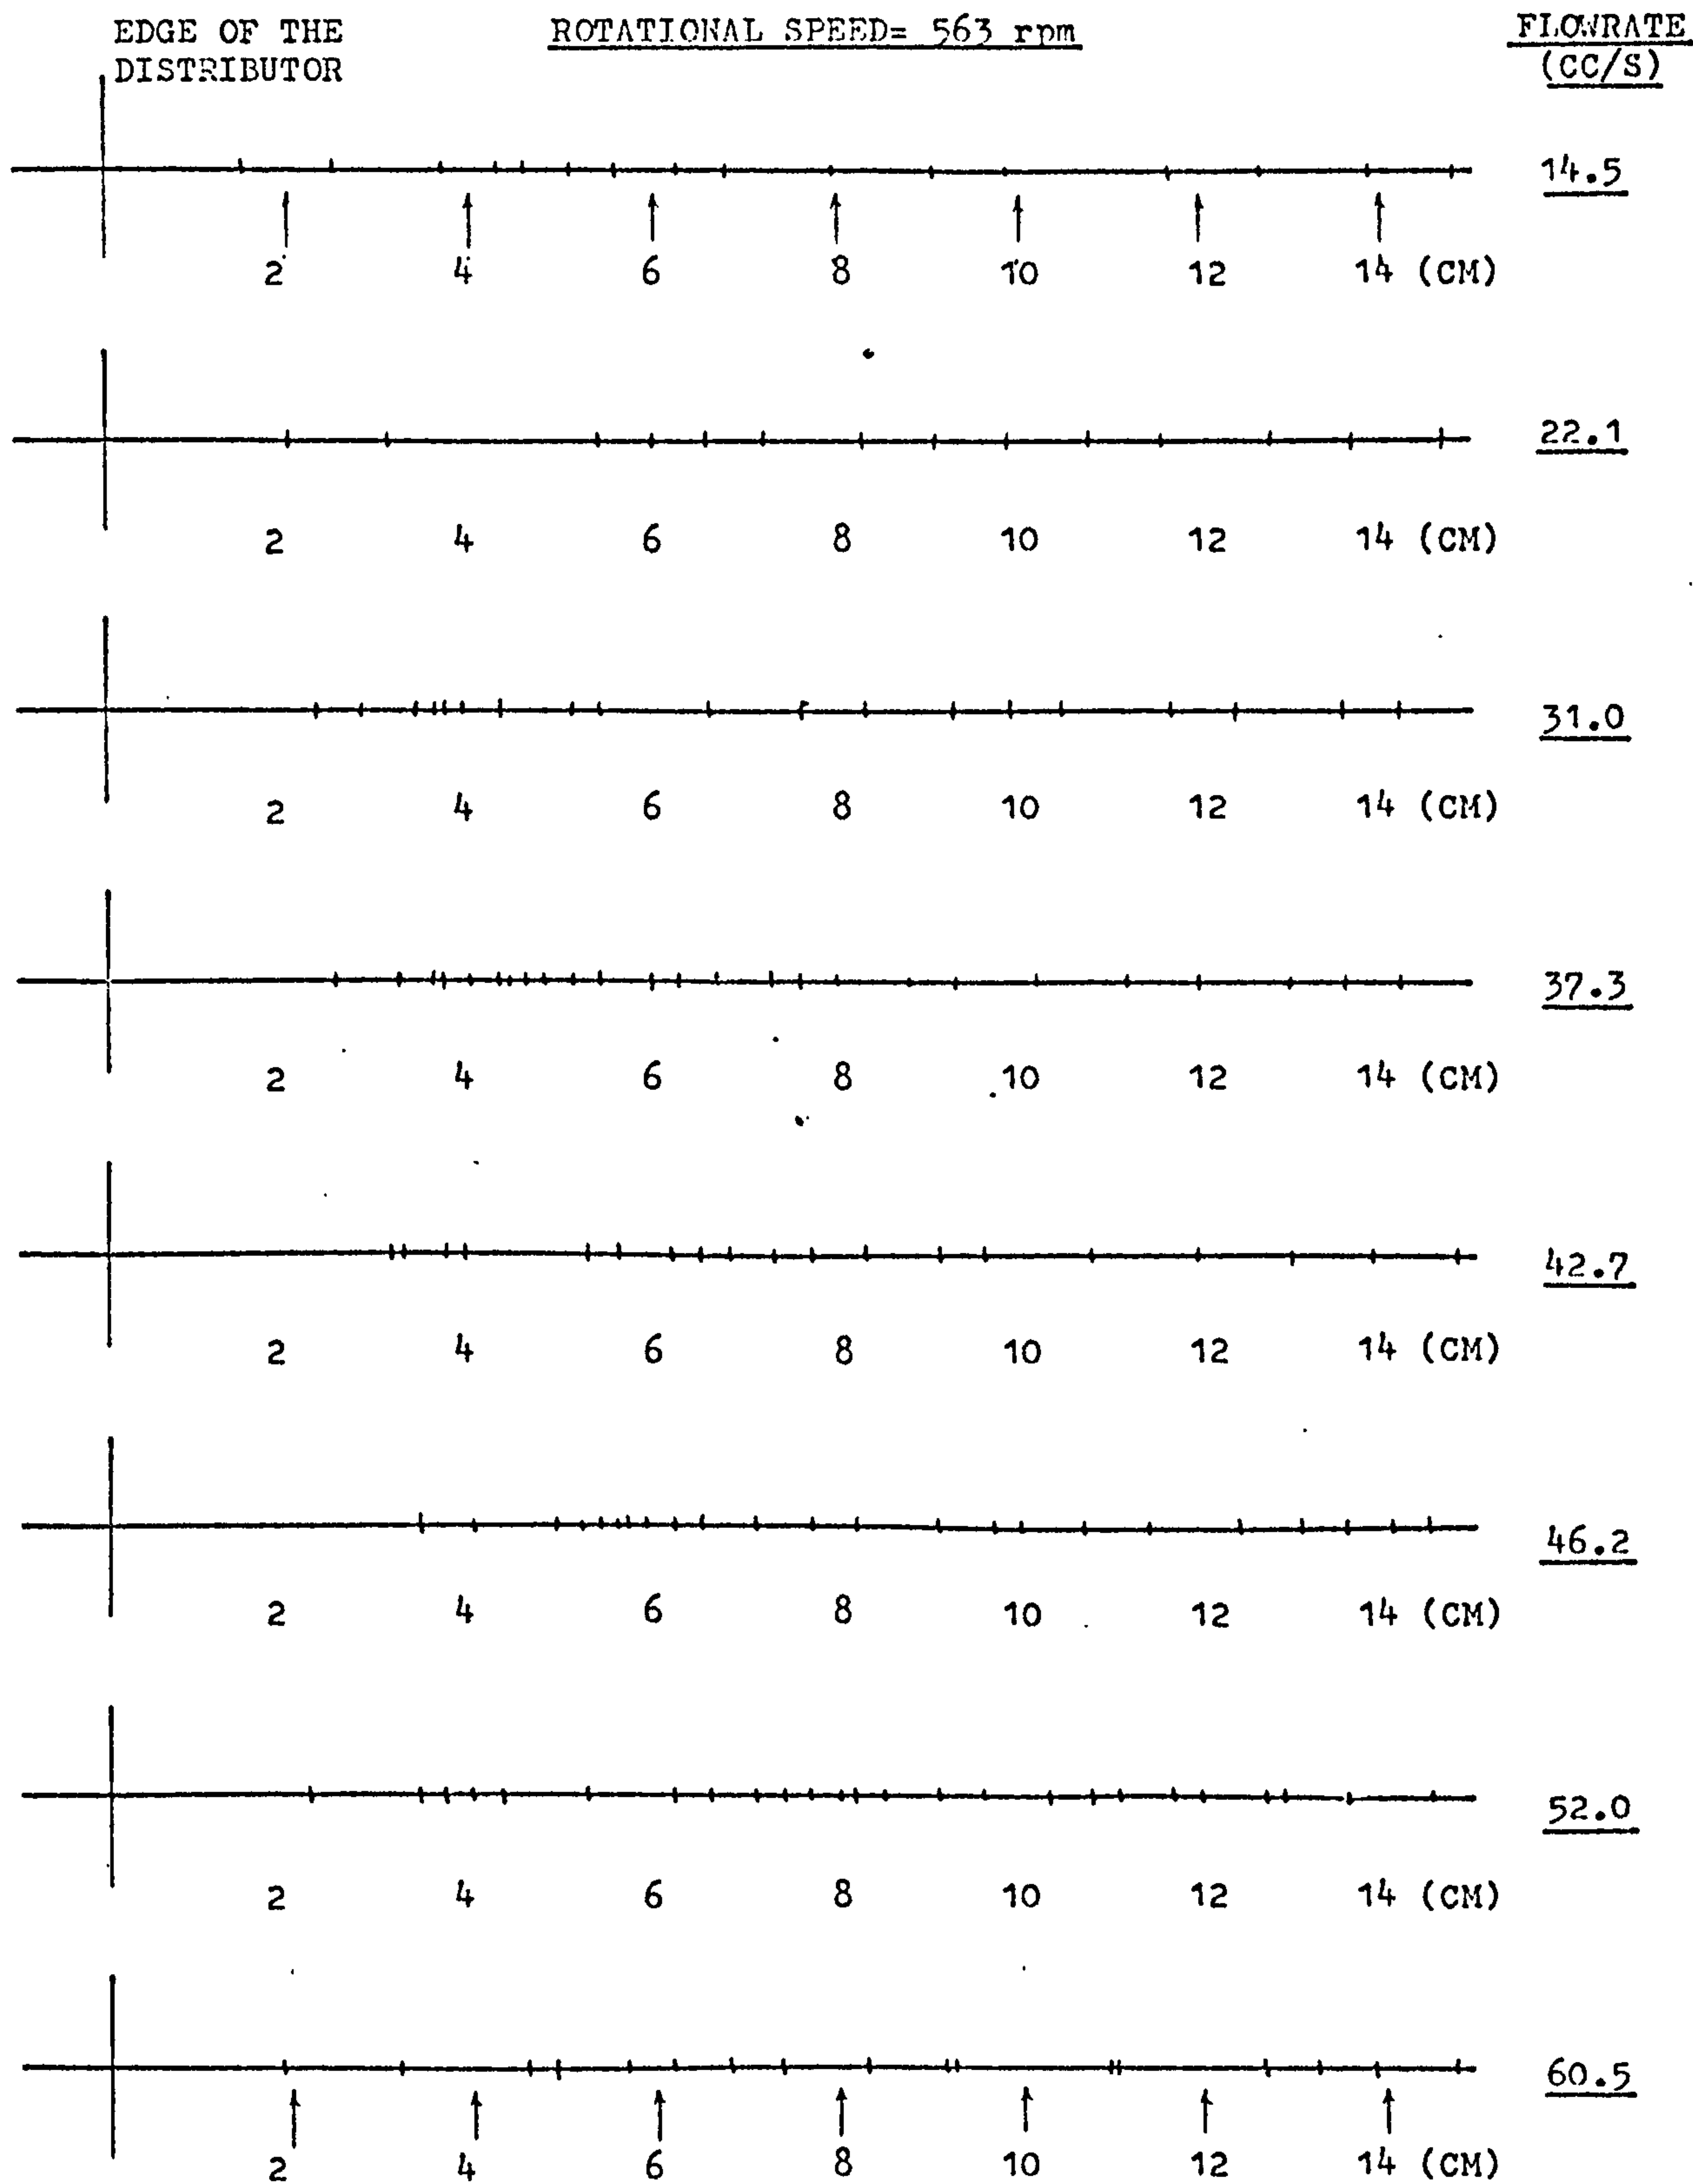 EDGE OF THE
DISTRIBUTOR
ROTATIONAL SPEED= 563 rpm
FLOWRATE
(CC/S)
14.5
2 4 6 8 10 12 14 (CM)
22.1
2 4 6 8 10 12 14 (CM)
31.0
2 4 6 8 10 12 14 (CM)
37.3
2 4 6 8 10 12 14 (CM)
42.7
2 4 6 8 10 12 14 (CM)
46.2
2 4 6 8 10 12 14 (CM)
52.0
2 4 6 8 10 12 14 (CM)
60.5
2 4 6 8 10 12 14 (CM)